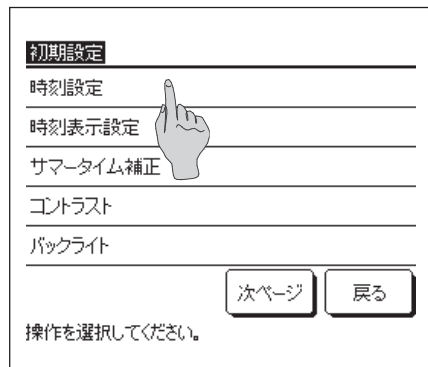 初期設定
時刻設定
時刻表示設定
サマータイム補正
コントラスト
バックライト
次ページ 戻る
操作を選択してください。